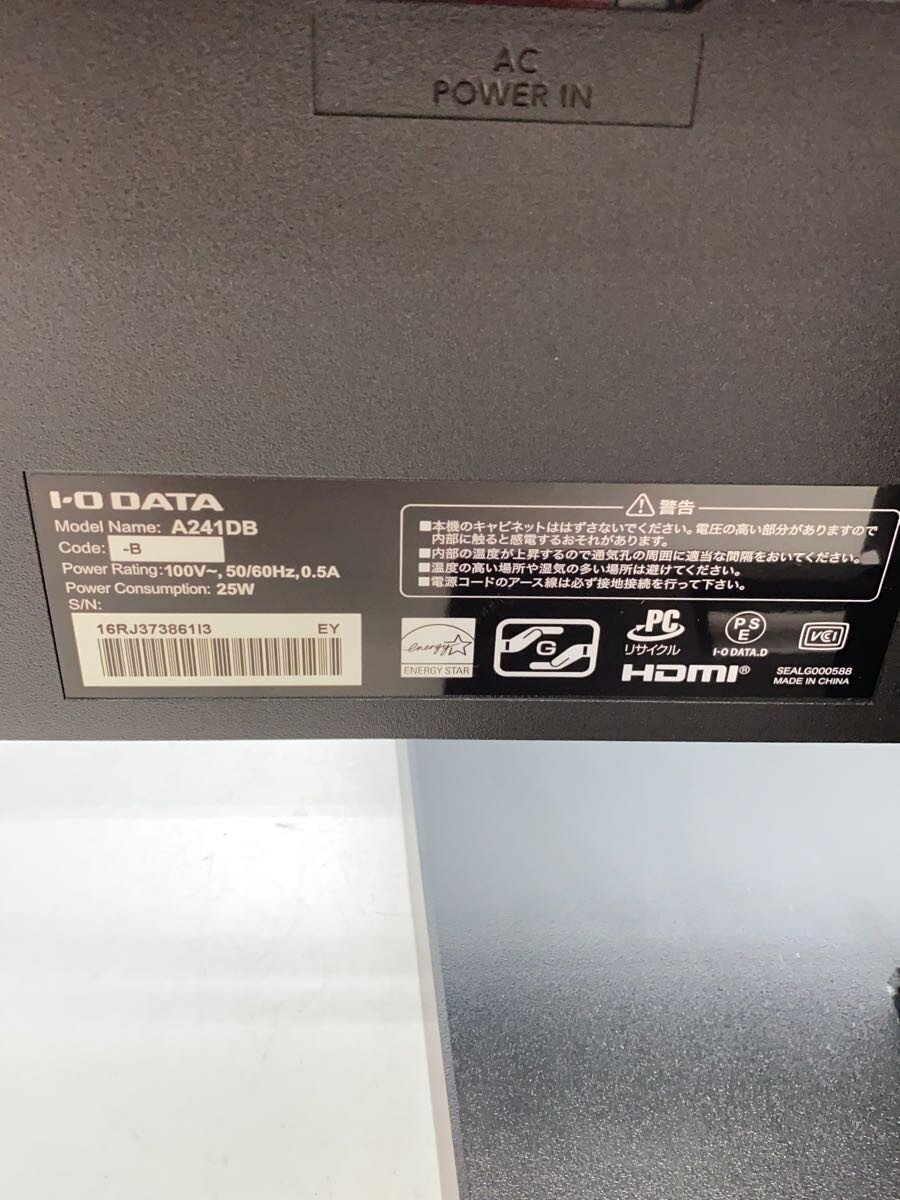 AC
POWER IN
I-O DATA
Model Name: A241DB
Code: -B
Power Rating: 100V~, 50/60Hz, 0.5A
Power Consumption: 25W
S/N:
16RJ373861I3 EY
警告
■本機のキャビネットははずさないでください。電圧の高い部分がありますので
内部に触ると感電するおそれがあります。
■内部の温度が上昇するので通気孔の周囲に適当な間隔をおいてください。
■温度の高い場所や湿気の多い場所は避けてください。
■電源コードのアース線は必ず接地接続を行って下さい。
energy
ENERGY STAR
G
PC
リサイクル
HDMI®
PS
E
I-O DATA.D
VCCI
SEALG000588
MADE IN CHINA